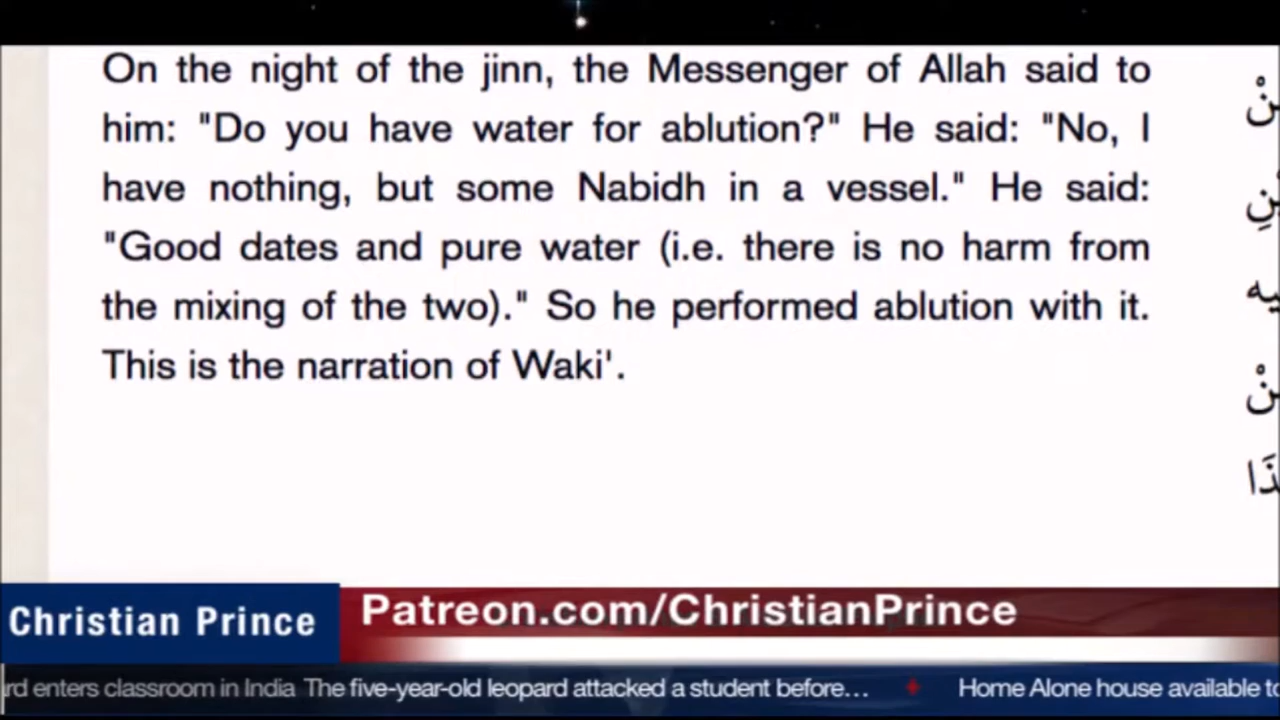 On the night of the jinn, the Messenger of Allah said to
him: "Do you have water for ablution?" He said: "No, I
have nothing, but some Nabidh in a vessel." He said:
"Good dates and pure water (i.e. there is no harm from
the mixing of the two)." So he performed ablution with it.
This is the narration of Waki'.
Christian Prince
Patreon.com/ChristianPrince
rd enters classroom in India The five-year-old leopard attacked a student before... Home Alone house available to